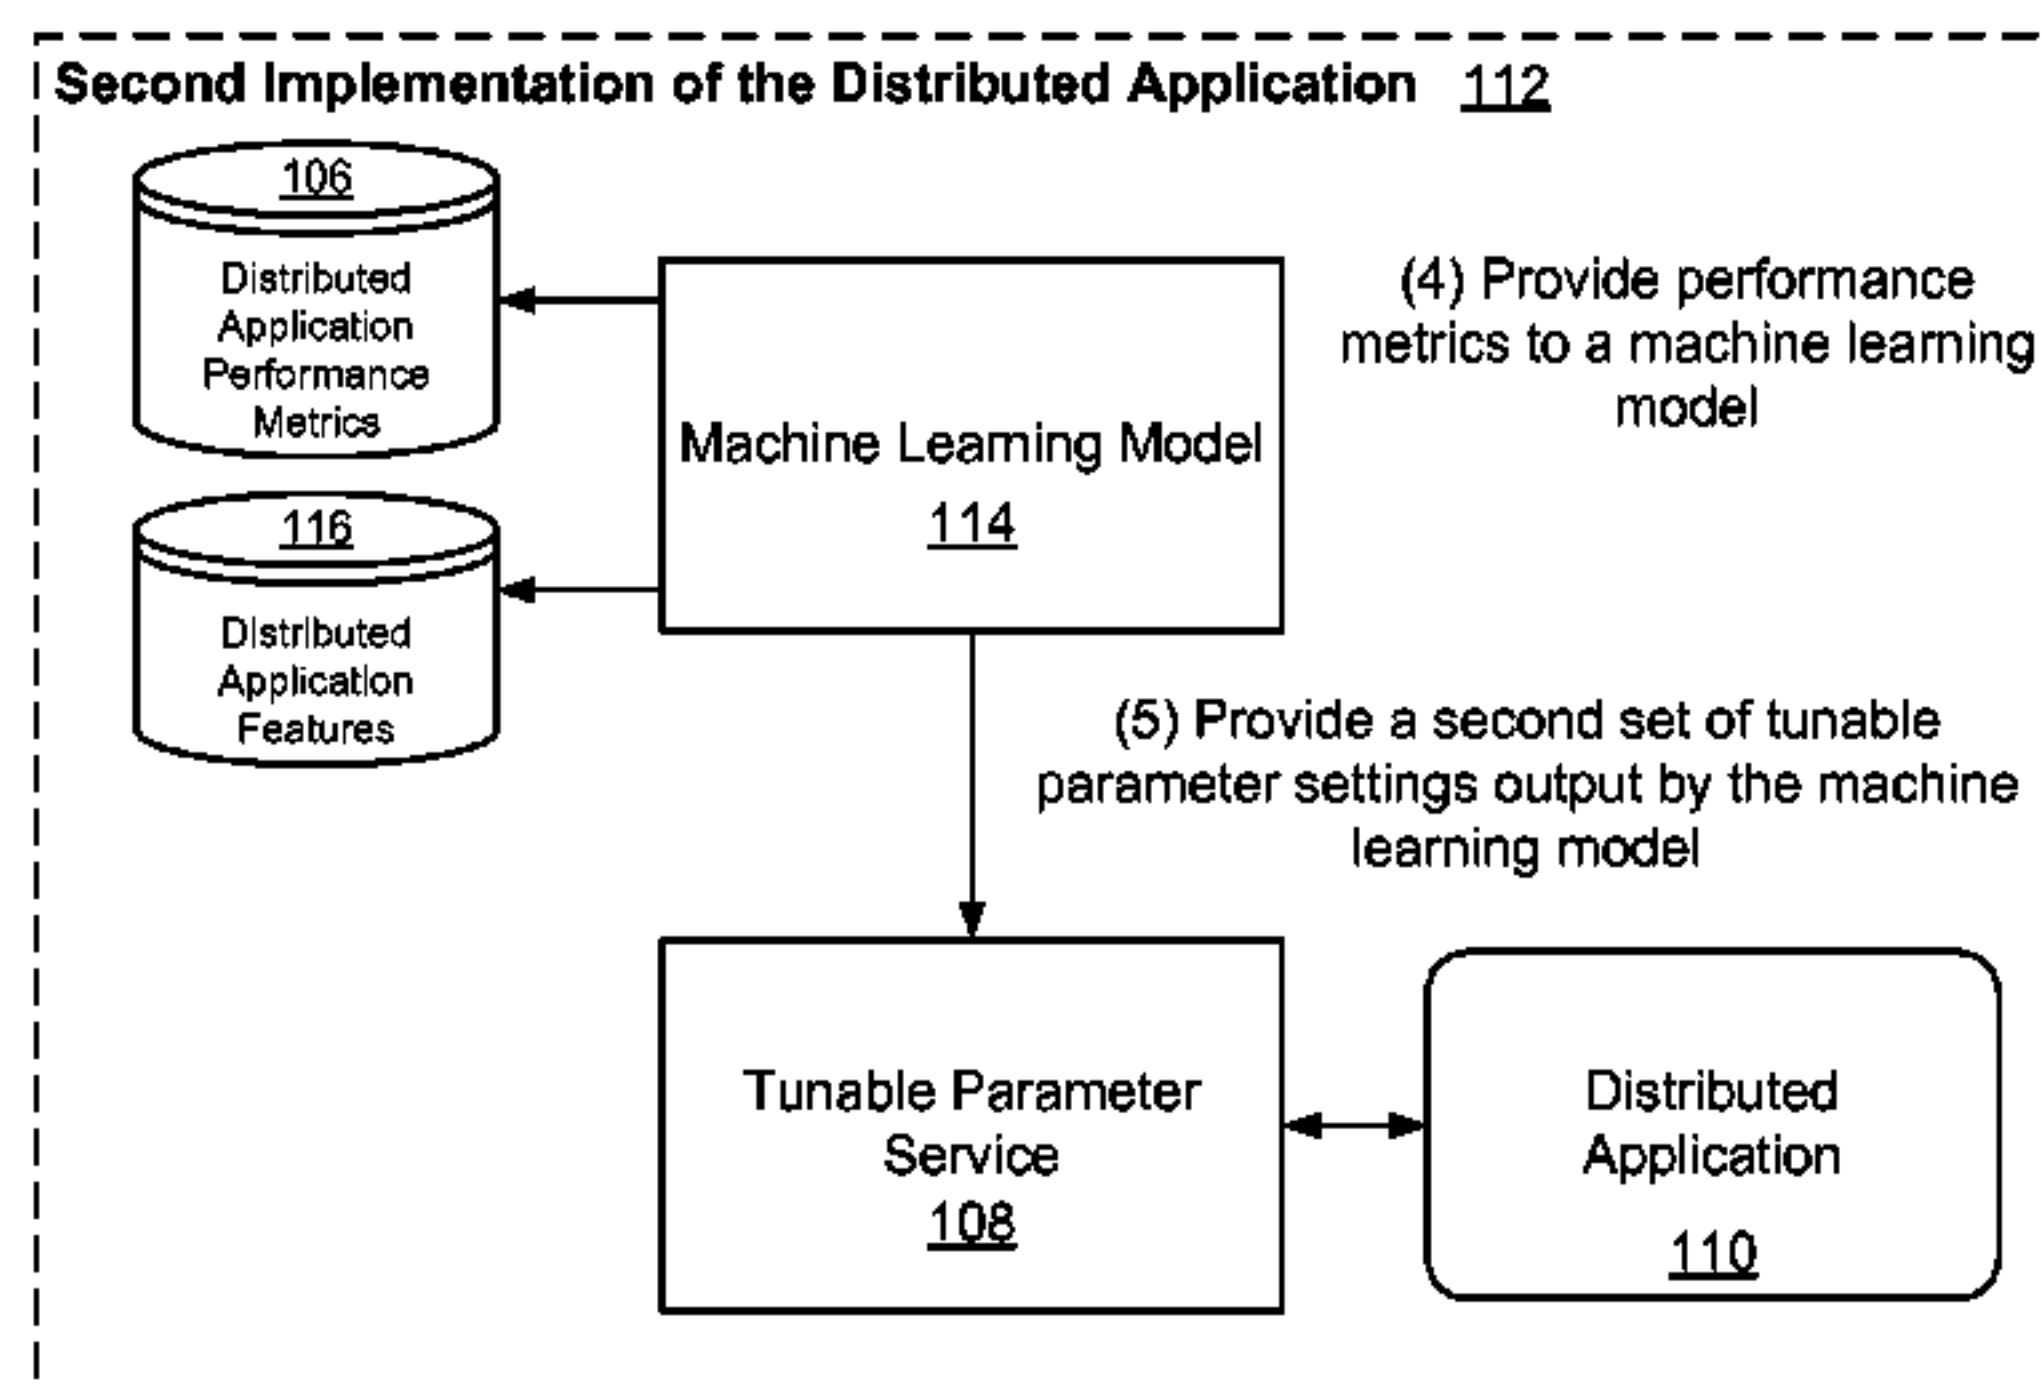 Second Implementation of the Distributed Application 112
106
Distributed
Application
Performance
Metrics
116
Distributed
Application
Features
Machine Learning Model
114
(4) Provide performance
metrics to a machine learning
model
(5) Provide a second set of tunable
parameter settings output by the machine
learning model
Tunable Parameter
Service
108
Distributed
Application
110